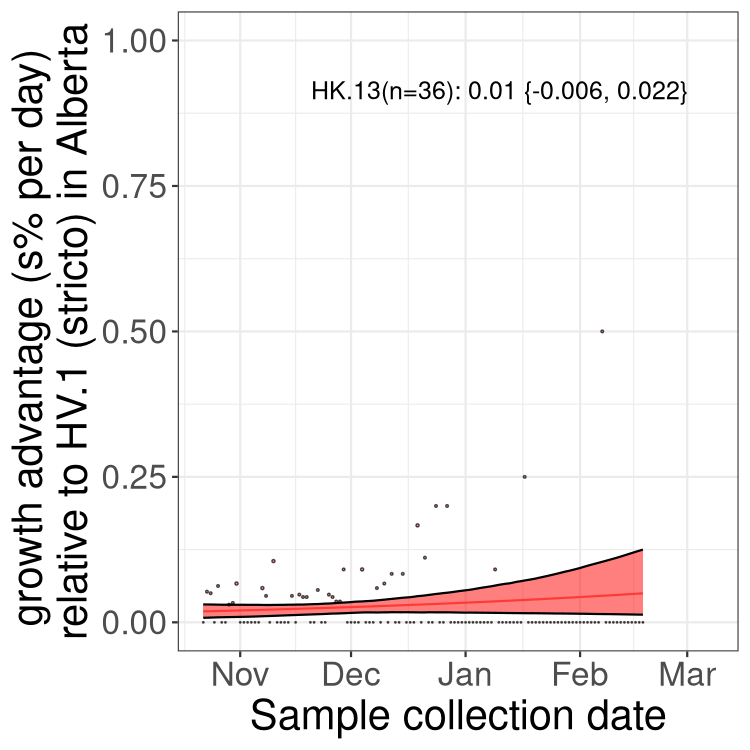 growth advantage (s% per day)
relative to HV.1 (stricto) in Alberta
1.00
0.75
0.50
0.25
0.00
HK.13(n=36): 0.01 {-0.006, 0.022}
Nov Dec Jan Feb Mar
Sample collection date